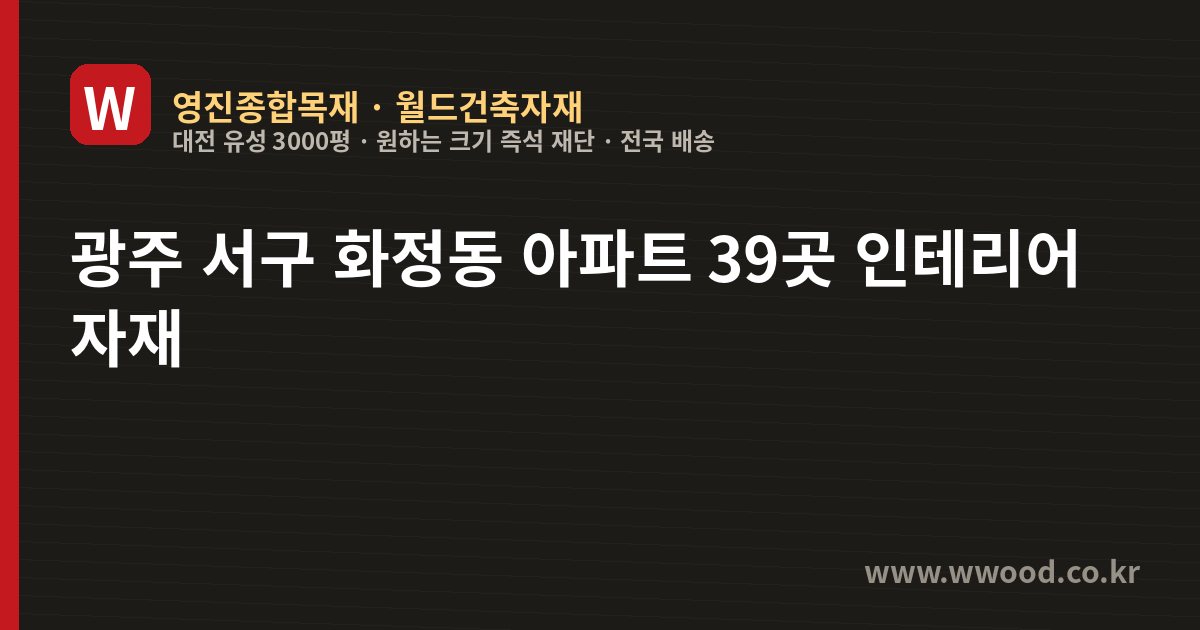 W
영진종합목재 · 월드건축자재
대전 유성 3000평 · 원하는 크기 즉석 재단 · 전국 배송
광주 서구 화정동 아파트 39곳 인테리어
자재
www.wwood.co.kr